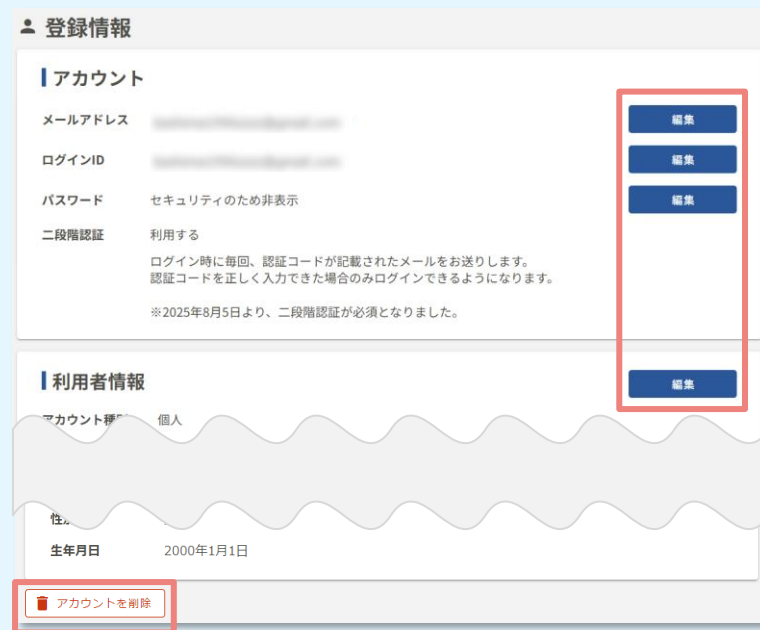 登録情報
アカウント
メールアドレス 編集
ログインID 編集
パスワード セキュリティのため非表示 編集
二段階認証 利用する
ログイン時に毎回、認証コードが記載されたメールをお送りします。
認証コードを正しく入力できた場合のみログインできるようになります。
※2025年8月5日より、二段階認証が必須となりました。
利用者情報 編集
アカウント種 個人
性
生年月日 2000年1月1日
アカウントを削除